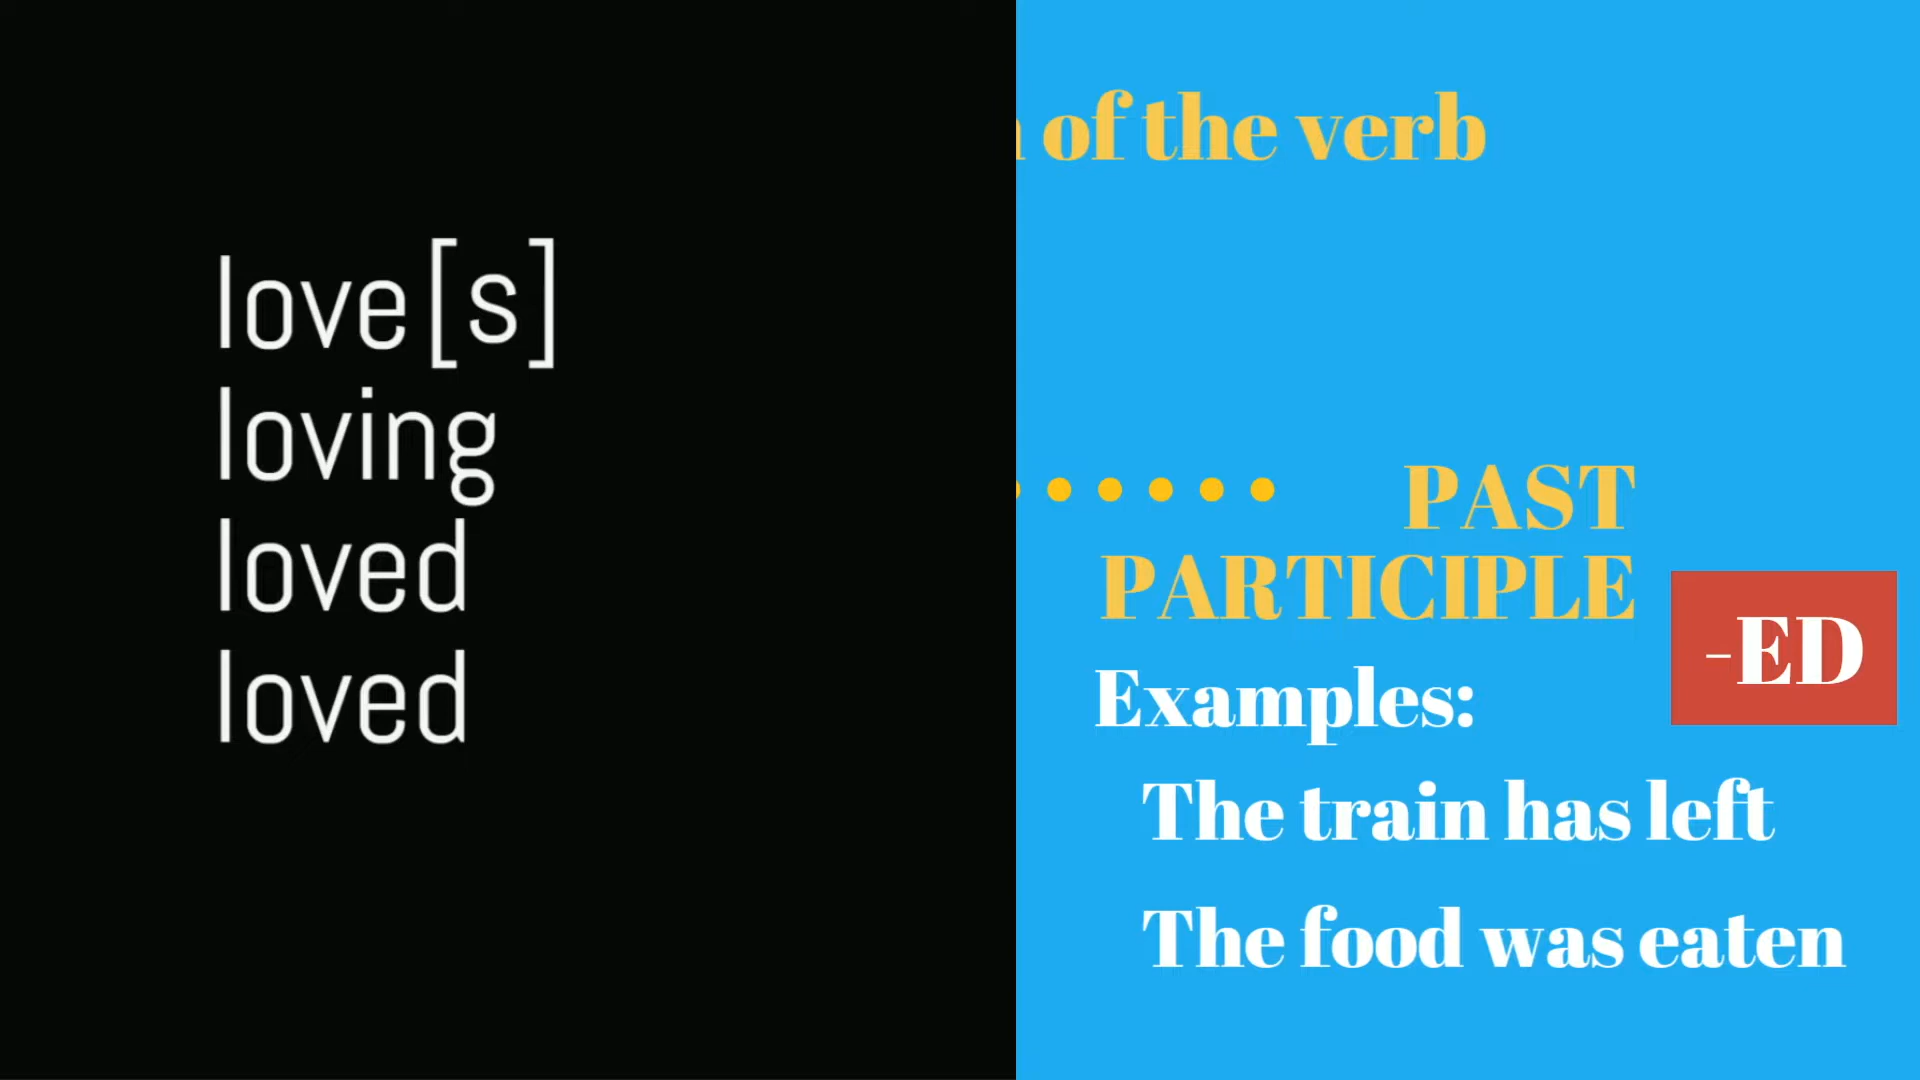 love [s]
loving
loved
loved
of the verb
PAST
PARTICIPLE
-ED
Examples:
The train has left
The food was eaten